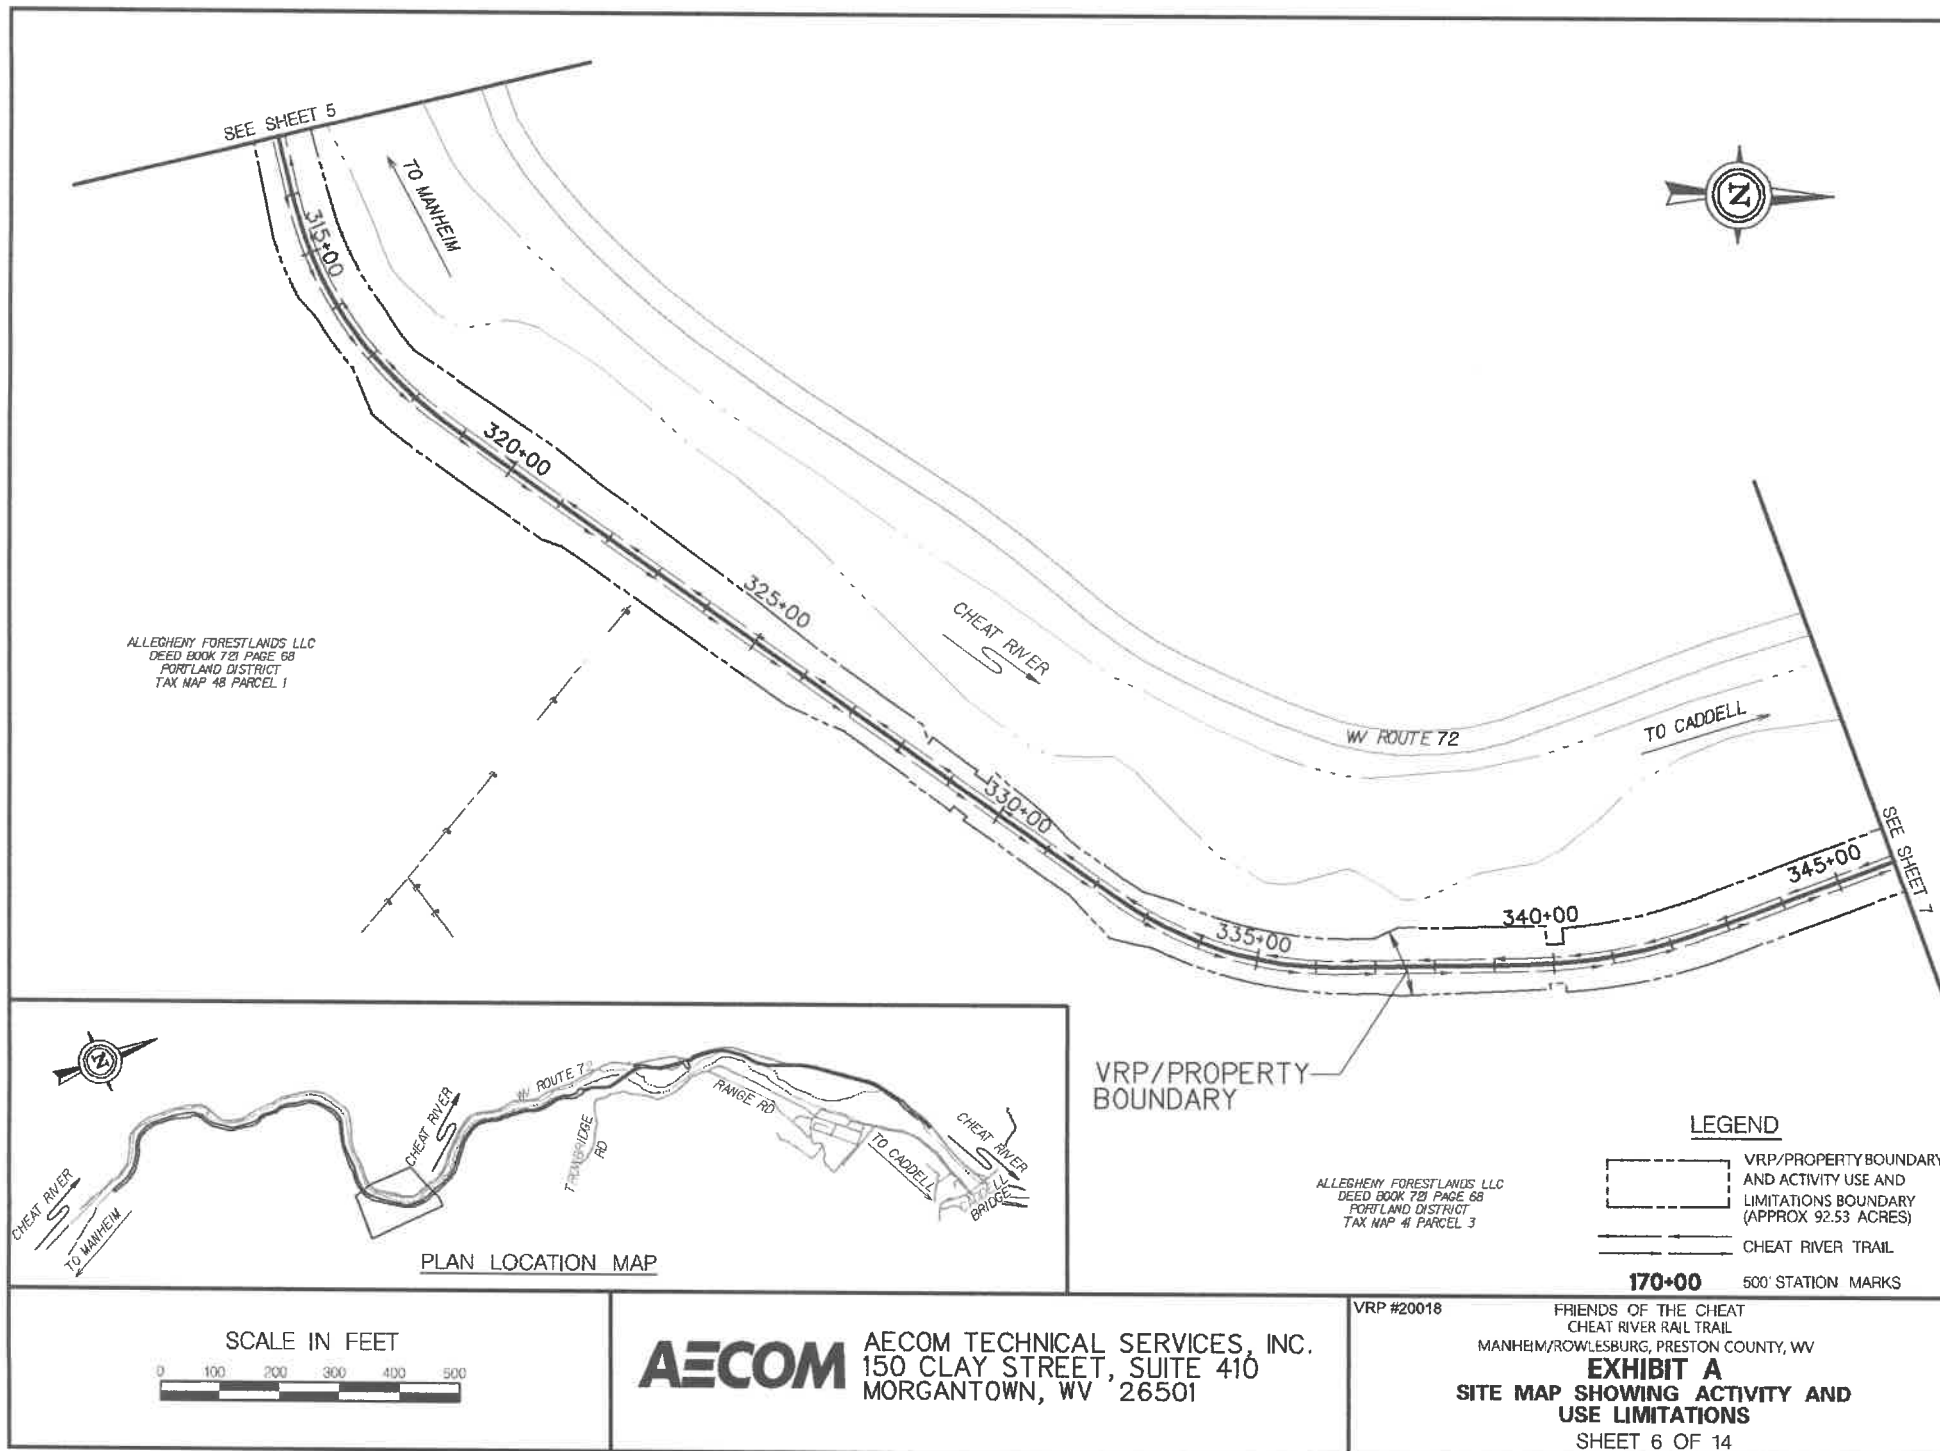 SEE SHEET 5
TO MANHEIM
N
315+00
320+00
325+00
CHEAT RIVER
ALLEGHENY FORESTLANDS LLC
DEED BOOK 721 PAGE 68
PORTLAND DISTRICT
TAX MAP 48 PARCEL 1
WV ROUTE 72
TO CADDELL
330+00
335+00
340+00
345+00
SEE SHEET 7
VRP/PROPERTY
BOUNDARY
N
CHEAT RIVER
TO MANHEIM
CHEAT RIVER
WV ROUTE 72
TROWBRIDGE
RD
RANGE RD
TO CADDELL
CHEAT RIVER
BRIDGE
PLAN LOCATION MAP
ALLEGHENY FORESTLANDS LLC
DEED BOOK 721 PAGE 68
PORTLAND DISTRICT
TAX MAP 41 PARCEL 3
LEGEND
VRP/PROPERTY BOUNDARY
AND ACTIVITY USE AND
LIMITATIONS BOUNDARY
(APPROX 92.53 ACRES)
CHEAT RIVER TRAIL
170+00 500' STATION MARKS
SCALE IN FEET
0 100 200 300 400 500
AECOM
AECOM TECHNICAL SERVICES, INC.
150 CLAY STREET, SUITE 410
MORGANTOWN, WV 26501
VRP #20018
FRIENDS OF THE CHEAT
CHEAT RIVER RAIL TRAIL
MANHEIM/ROWLESBURG, PRESTON COUNTY, WV
EXHIBIT A
SITE MAP SHOWING ACTIVITY AND
USE LIMITATIONS
SHEET 6 OF 14